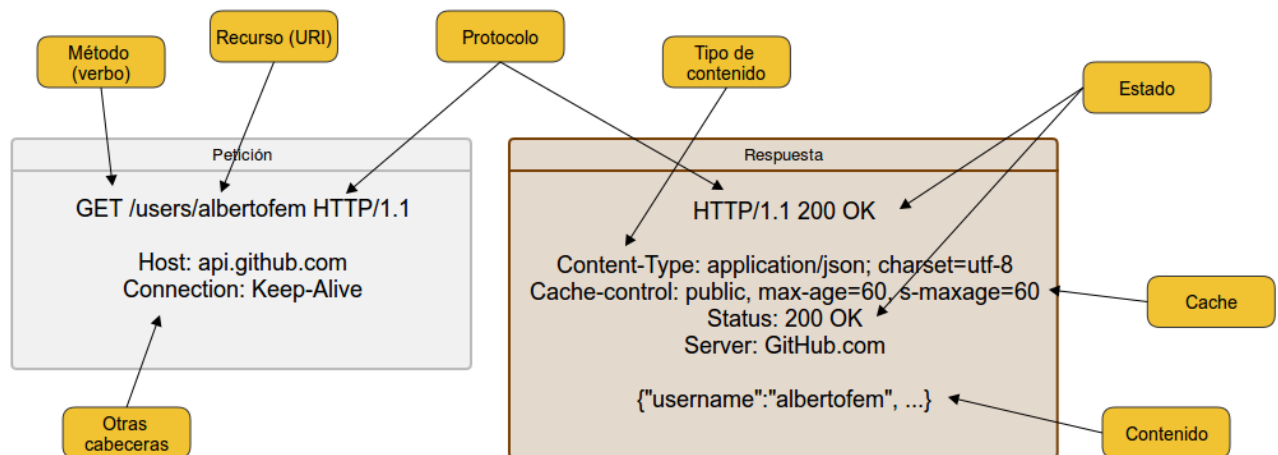 Método
(verbo)
Recurso (URI)
Protocolo
Tipo de
contenido
Estado
Petición
GET /users/albertofem HTTP/1.1
Host: api.github.com
Connection: Keep-Alive
Otras
cabeceras
Respuesta
HTTP/1.1 200 OK
Content-Type: application/json; charset=utf-8
Cache-control: public, max-age=60, s-maxage=60
Status: 200 OK
Server: GitHub.com
{"username":"albertofem", ...}
Cache
Contenido